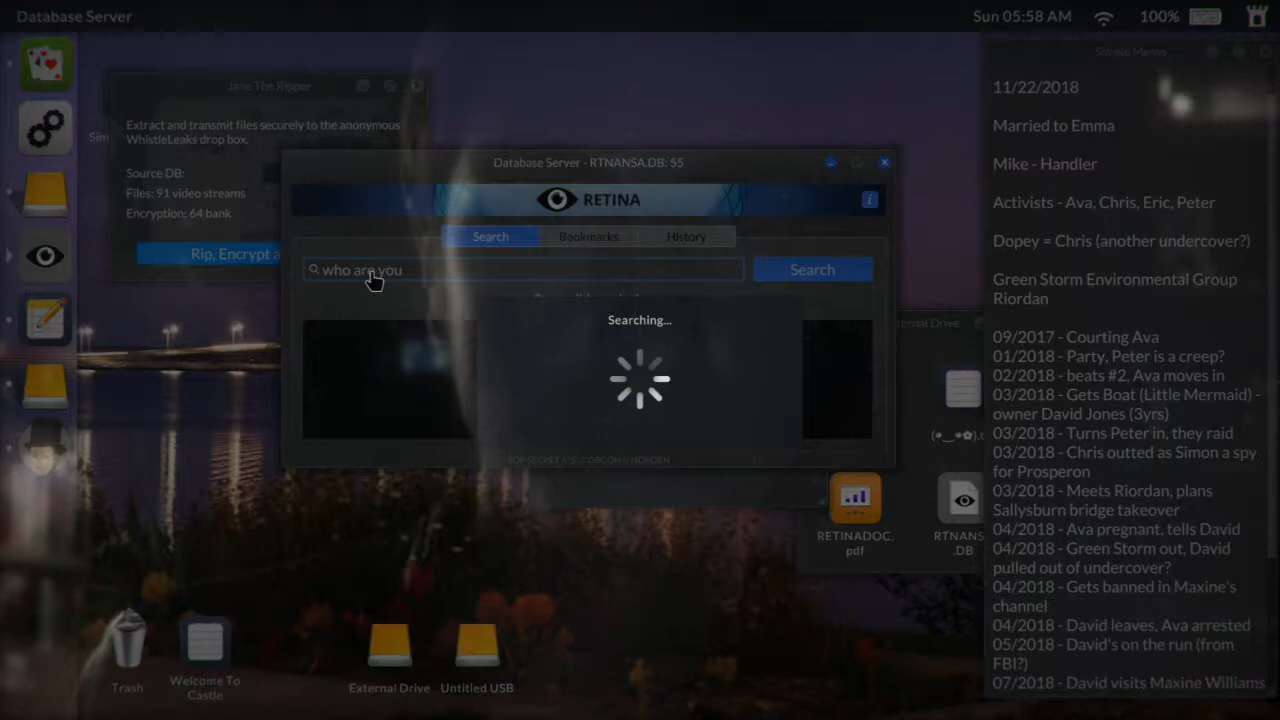 Database Server
Sun 05:58 AM
100%
Jane The Ripper
Extract and transmit files securely to the anonymous
WhistleLeaks drop box.
Source DB:
Files: 91 video streams
Encryption: 64 bank
Rip, Encrypt a
Sim
Database Server - RTNANSA.DB: 55
RETINA
i
Search
Bookmarks
History
who are you
Search
Searching...
ernal Drive
RETINADOC.
pdf
RTNANS
.DB
Trash
Welcome To
Castle
External Drive
Untitled USB
Simple Memo
11/22/2018
Married to Emma
Mike - Handler
Activists - Ava, Chris, Eric, Peter
Dopey = Chris (another undercover?)
Green Storm Environmental Group
Riordan
09/2017 - Courting Ava
01/2018 - Party, Peter is a creep?
02/2018 - beats #2, Ava moves in
03/2018 - Gets Boat (Little Mermaid) -
owner David Jones (3yrs)
03/2018 - Turns Peter in, they raid
03/2018 - Chris outted as Simon a spy
for Prosperon
03/2018 - Meets Riordan, plans
Sallysburn bridge takeover
04/2018 - Ava pregnant, tells David
04/2018 - Green Storm out, David
pulled out of undercover?
04/2018 - Gets banned in Maxine's
channel
04/2018 - David leaves, Ava arrested
05/2018 - David's on the run (from
FBI?)
07/2018 - David visits Maxine Williams